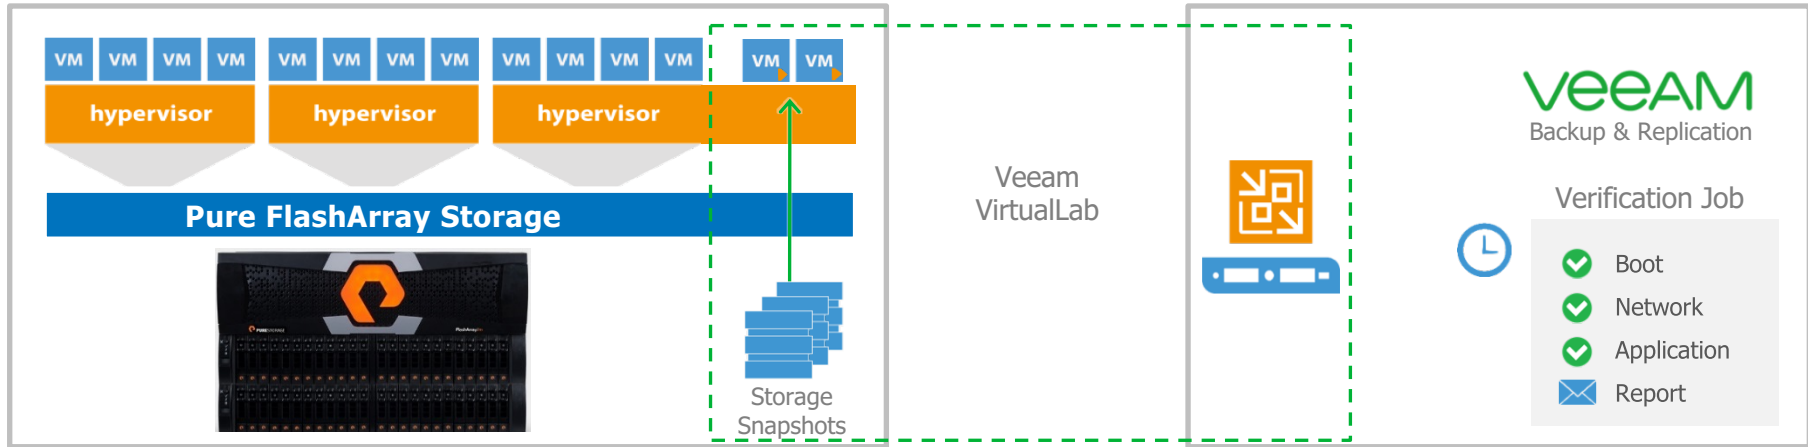 VM VM VM VM VM VM VM VM VM VM VM VM VM VM
hypervisor hypervisor hypervisor
Pure FlashArray Storage
PURESTORAGE
Storage
Snapshots
Veeam
VirtualLab
VEEAM
Backup & Replication
Verification Job
Boot
Network
Application
Report